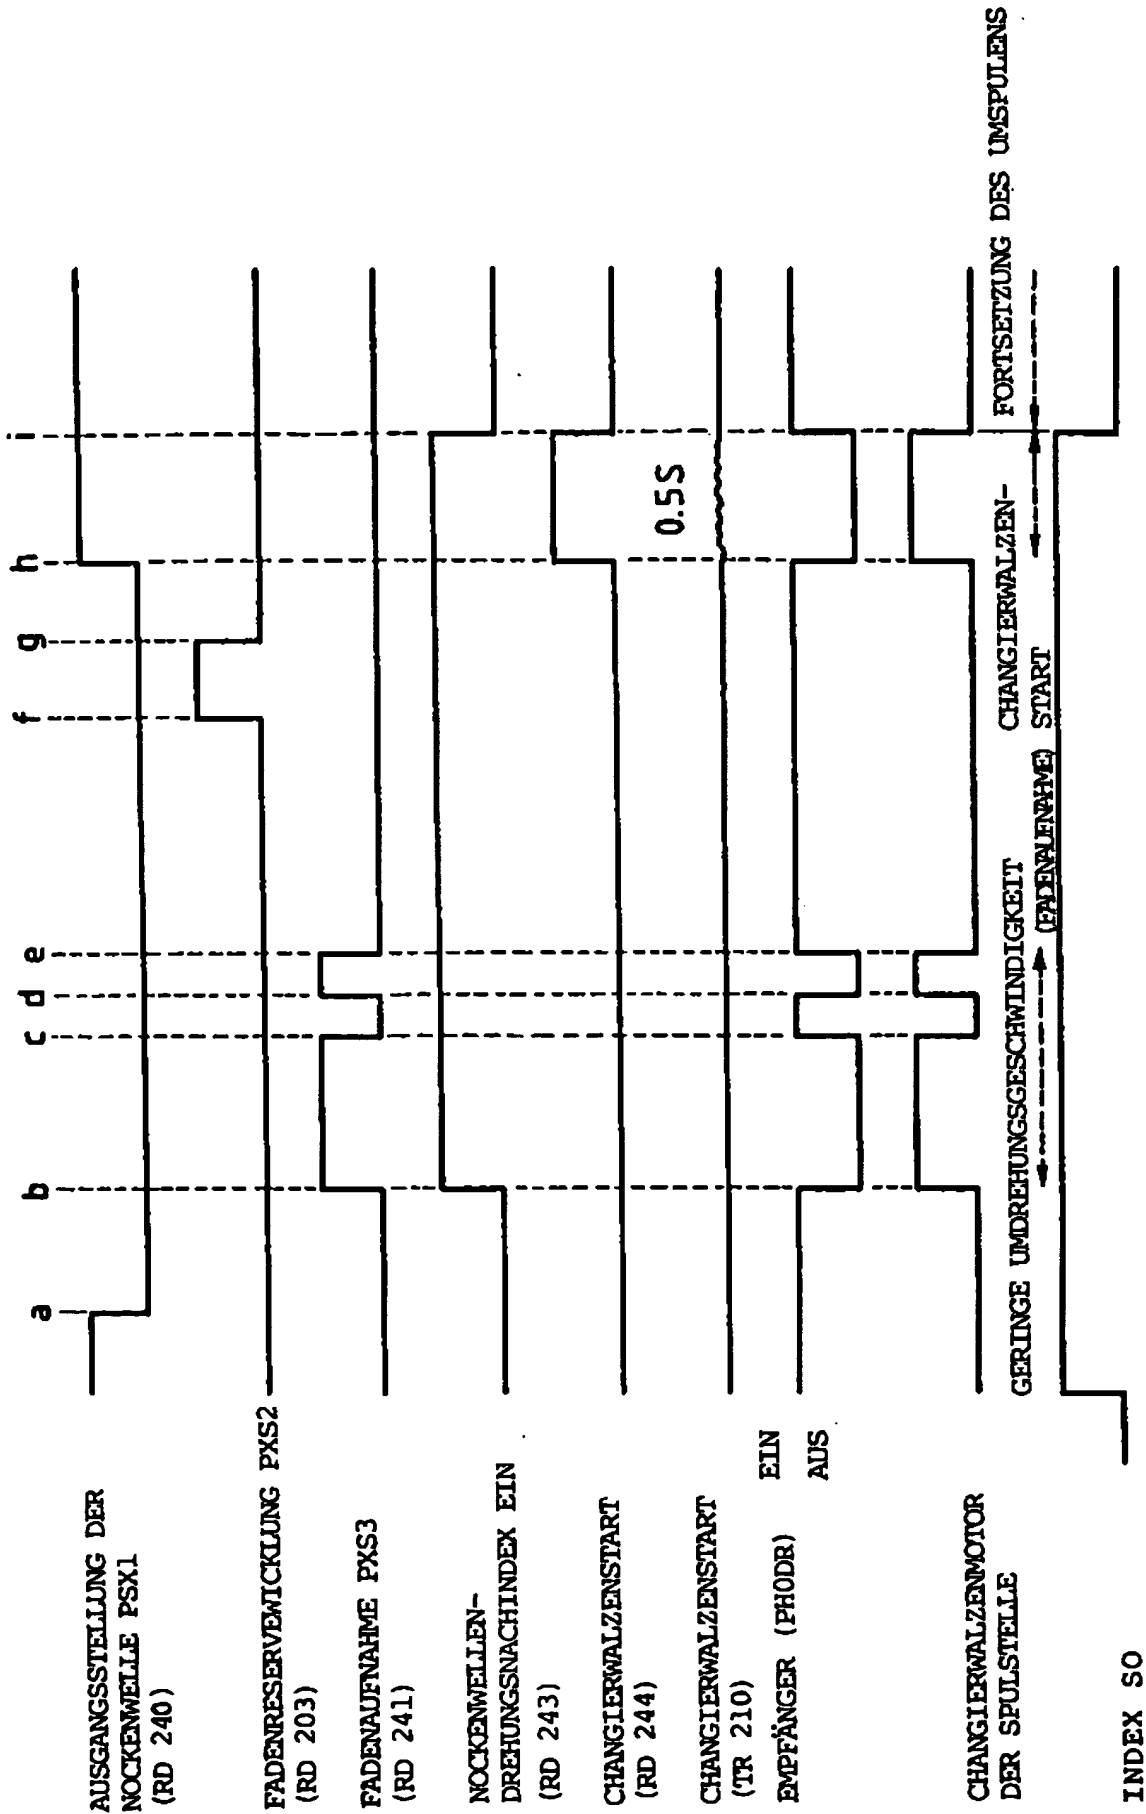 a
b
c
d
e
f
g
h
i
AUSGANGSSTELLUNG DER
NOCKENWELLE PSX1
(RD 240)
FADENRESERVEWICKLUNG PXS2
(RD 203)
FADENAUFNAHME PXS3
(RD 241)
NOCKENWELLEN-
DREHUNGSNACHINDEX EIN
(RD 243)
CHANGIERWALZENSTART
(RD 244)
0.5S
CHANGIERWALZENSTART
(TR 210)
EMPFÄNGER (PHODR)
EIN
AUS
CHANGIERWALZENMOTOR
DER SPULSTELLE
GERINGE UMDREHUNGSGESCHWINDIGKEIT
(FADENAUFNAHME)
CHANGIERWALZEN-
START
FORTSETZUNG DES UMSPULENS
INDEX SO